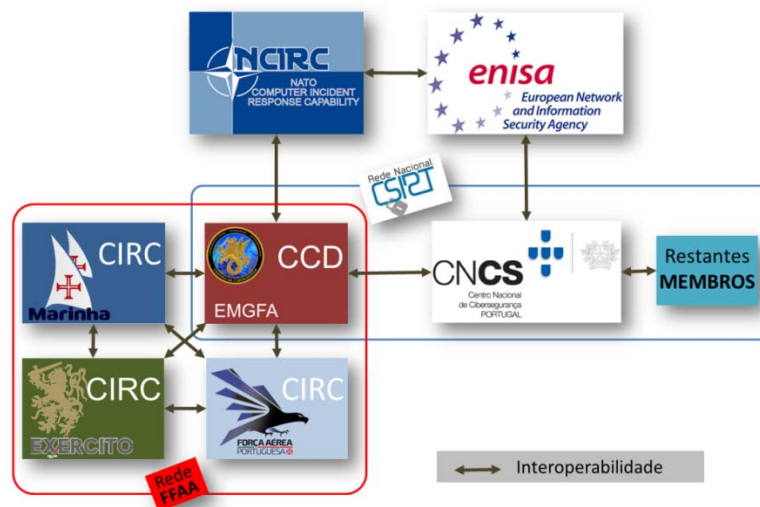 NCIRC
NATO
COMPUTER INCIDENT
RESPONSE CAPABILITY
enisa
European Network
and Information
Security Agency
Rede Nacional
CSIRT
CIRC
Marinha
CCD
EMGFA
CNCS
Centro Nacional
de Cibersegurança
PORTUGAL
Restantes
MEMBROS
CIRC
EXÉRCITO
CIRC
FORÇA AÉREA
PORTUGUESA
Rede
FFAA
Interoperabilidade